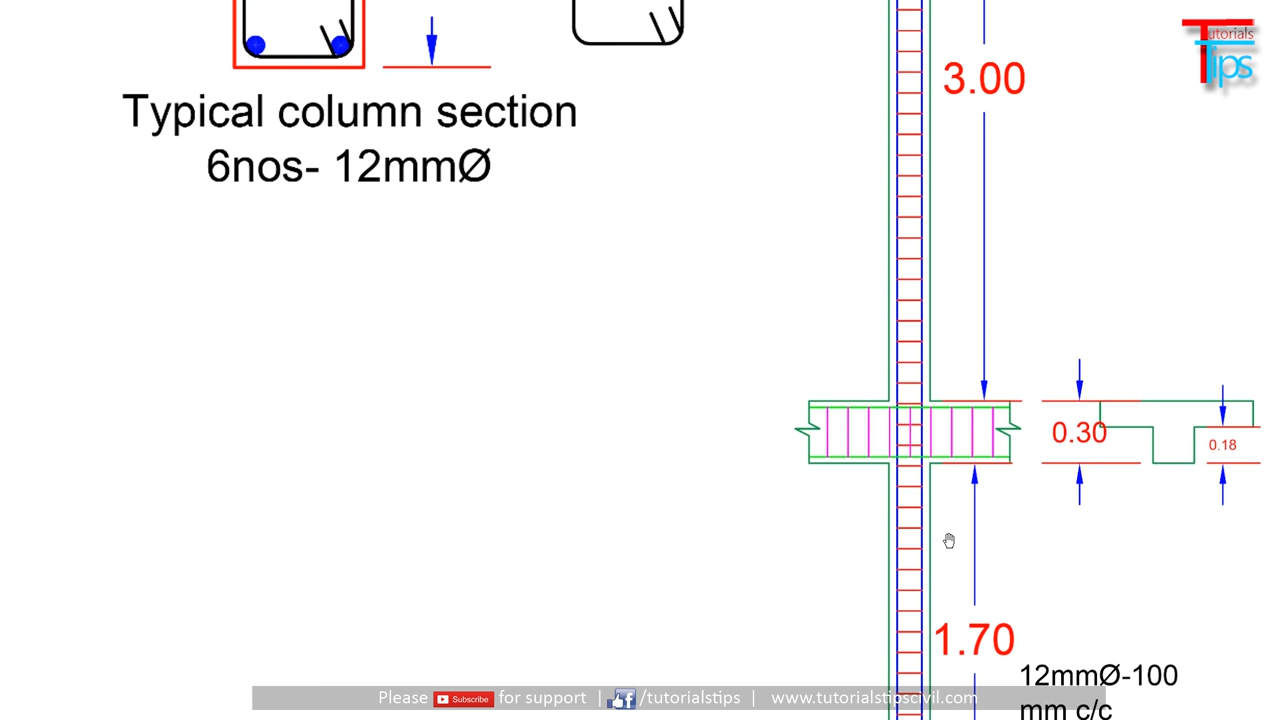 Tutorials
Tips
3.00
Typical column section
6nos- 12mmØ
0.30
0.18
1.70
12mmØ-100
mm c/c
Please Subscribe for support | /tutorialstips | www.tutorialstipscivil.com